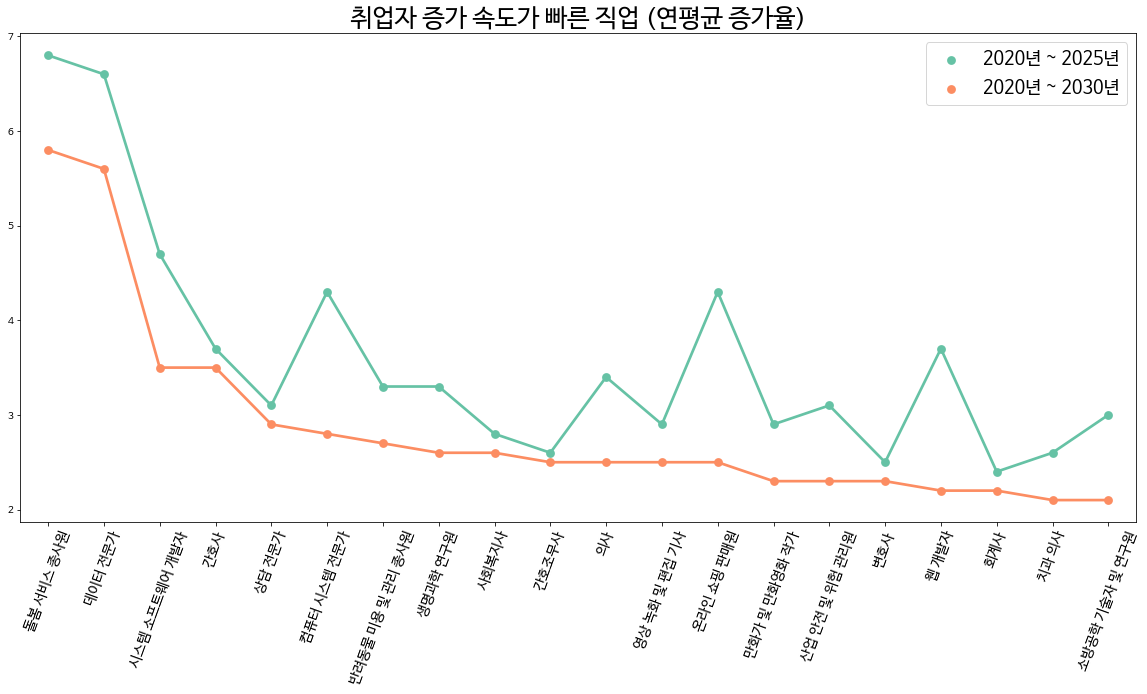 취업자 증가 속도가 빠른 직업 (연평균 증가율)
2020년 ~ 2025년
2020년 ~ 2030년
7
6
5
4
3
2
돌봄 서비스 종사원
데이터 전문가
시스템 소프트웨어 개발자
간호사
상담 전문가
컴퓨터 시스템 전문가
반려동물 미용 및 관리 종사원
생명과학 연구원
사회복지사
간호조무사
의사
영상 녹화 및 편집 기사
온라인 쇼핑 판매원
만화가 및 만화영화 작가
산업 안전 및 위험 관리원
변호사
웹 개발자
회계사
치과 의사
소방공학 기술자 및 연구원